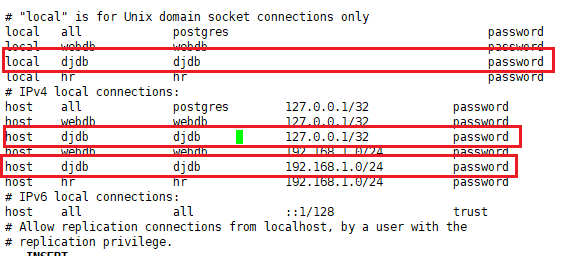 # "local" is for Unix domain socket connections only
local all postgres password
local webdb webdb password
local djdb djdb password
local hr hr password
# IPv4 local connections:
host all postgres 127.0.0.1/32 password
host webdb webdb 127.0.0.1/32 password
host djdb djdb 127.0.0.1/32 password
host webdb webdb 192.168.1.0/24 password
host djdb djdb 192.168.1.0/24 password
host hr hr 192.168.1.0/24 password
# IPv6 local connections:
host all all ::1/128 trust
# Allow replication connections from localhost, by a user with the
# replication privilege.
INSERT